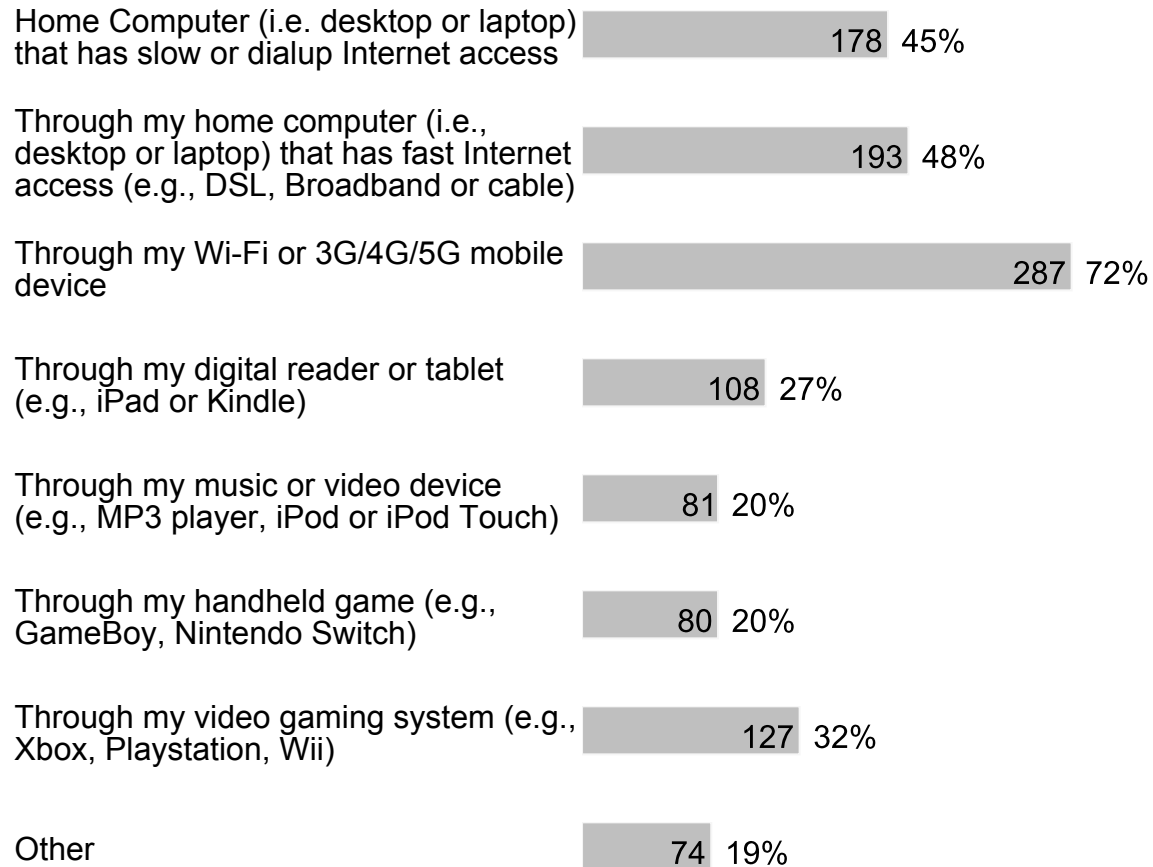 Home Computer (i.e. desktop or laptop)
that has slow or dialup Internet access
178 45%
Through my home computer (i.e.,
desktop or laptop) that has fast Internet
access (e.g., DSL, Broadband or cable)
193 48%
Through my Wi-Fi or 3G/4G/5G mobile
device
287 72%
Through my digital reader or tablet
(e.g., iPad or Kindle)
108 27%
Through my music or video device
(e.g., MP3 player, iPod or iPod Touch)
81 20%
Through my handheld game (e.g.,
GameBoy, Nintendo Switch)
80 20%
Through my video gaming system (e.g.,
Xbox, Playstation, Wii)
127 32%
Other
74 19%